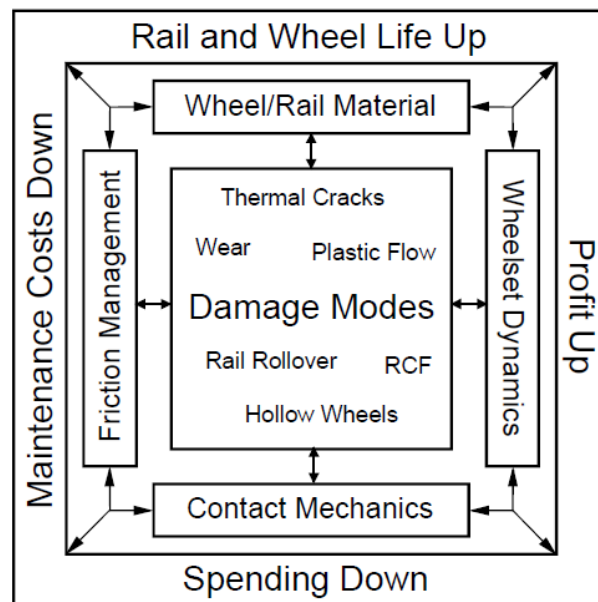 Rail and Wheel Life Up
Wheel/Rail Material
Maintenance Costs Down
Friction Management
Thermal Cracks
Wear
Plastic Flow
Damage Modes
Rail Rollover
RCF
Hollow Wheels
Wheelset Dynamics
Profit Up
Contact Mechanics
Spending Down